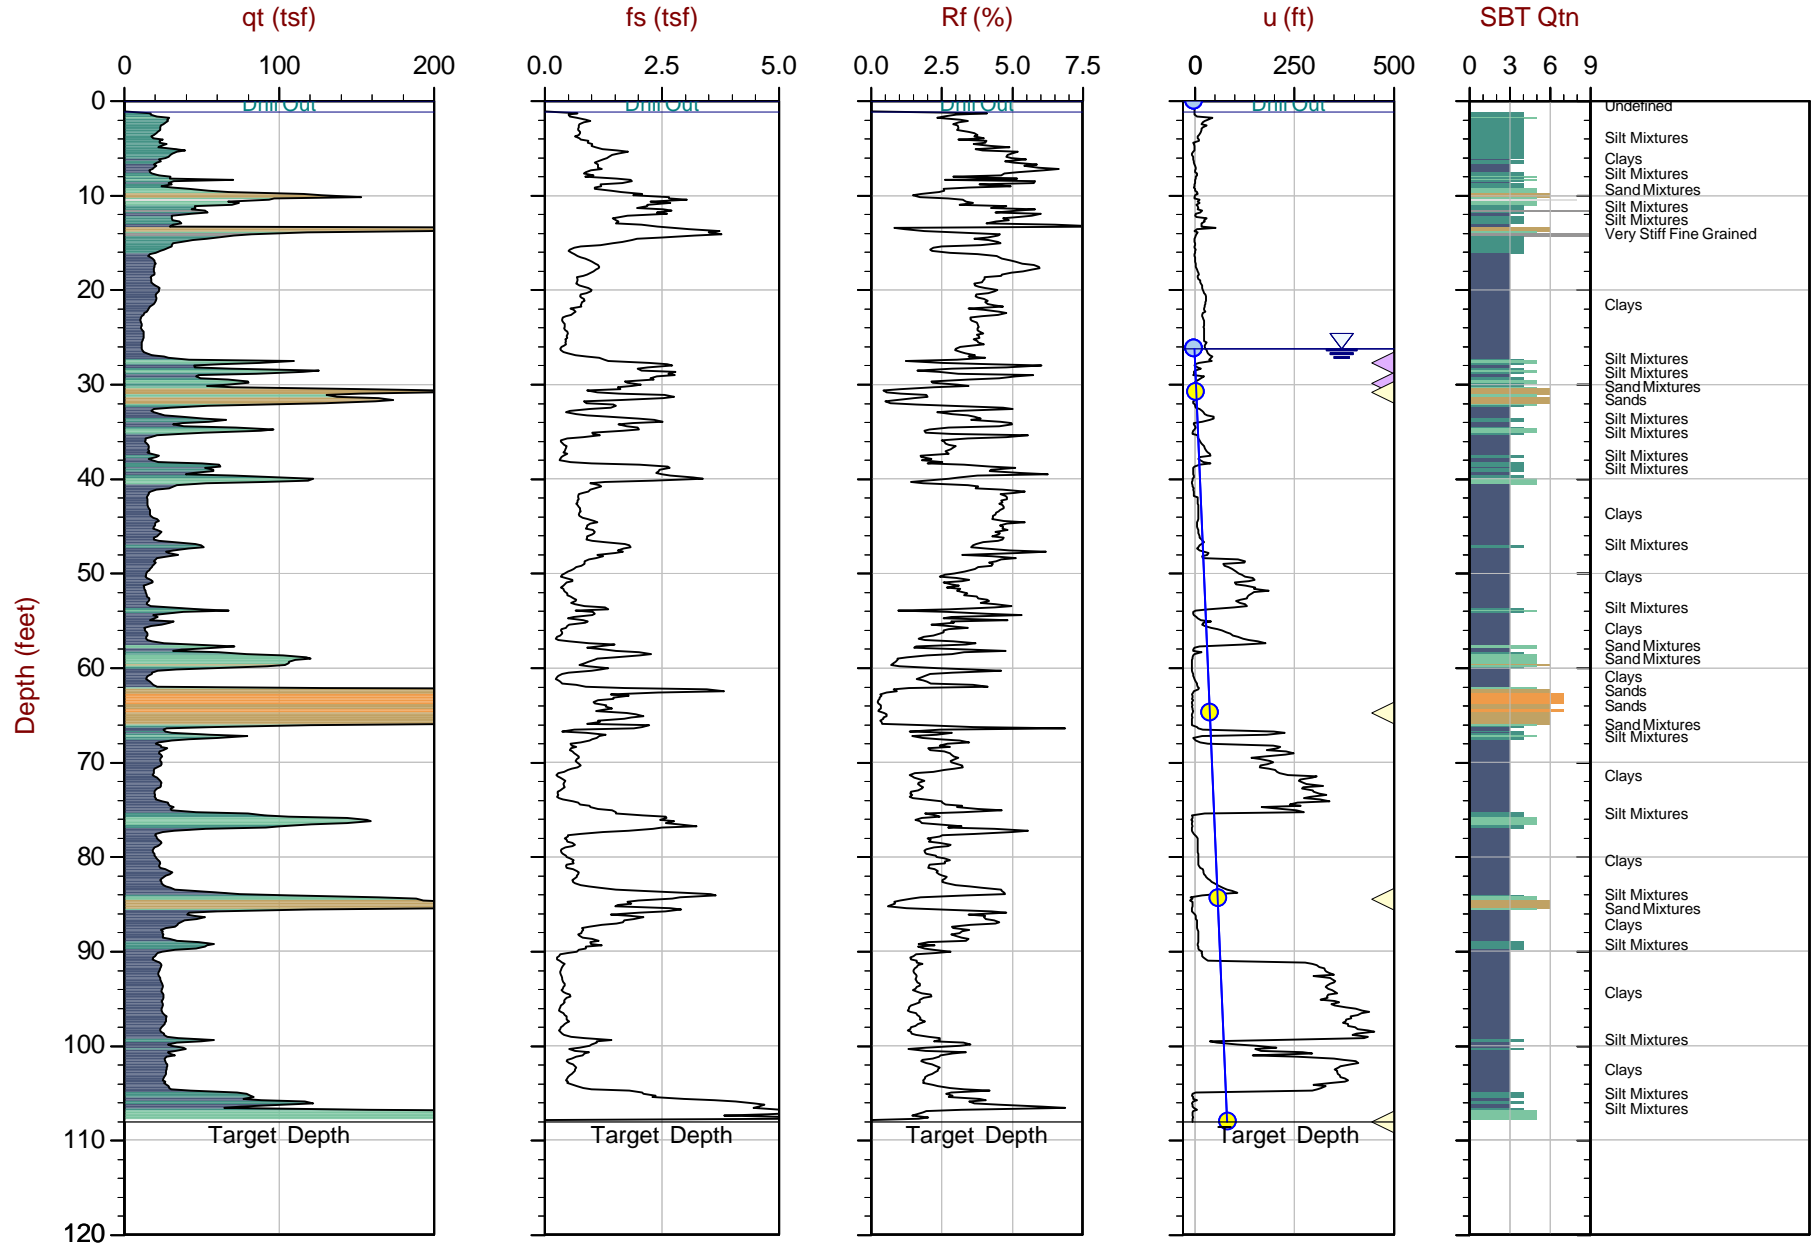 qt (tsf) fs (tsf) Rf (%) u (ft) SBT Qtn
0 100 200 0.0 2.5 5.0 0.0 2.5 5.0 7.5 0 250 500 0 3 6 9
Drill Out Drill Out Drill Out Drill Out
Depth (feet)
0
10
20
30
40
50
60
70
80
90
100
110
120
Undefined
Silt Mixtures
Clays
Silt Mixtures
Sand Mixtures
Silt Mixtures
Silt Mixtures
Very Stiff Fine Grained
Clays
Silt Mixtures
Silt Mixtures
Sand Mixtures
Sands
Silt Mixtures
Silt Mixtures
Silt Mixtures
Silt Mixtures
Clays
Silt Mixtures
Clays
Silt Mixtures
Clays
Sand Mixtures
Sand Mixtures
Clays
Sands
Sands
Sand Mixtures
Silt Mixtures
Clays
Silt Mixtures
Clays
Silt Mixtures
Sand Mixtures
Clays
Silt Mixtures
Clays
Silt Mixtures
Clays
Silt Mixtures
Silt Mixtures
Target Depth Target Depth Target Depth Target Depth